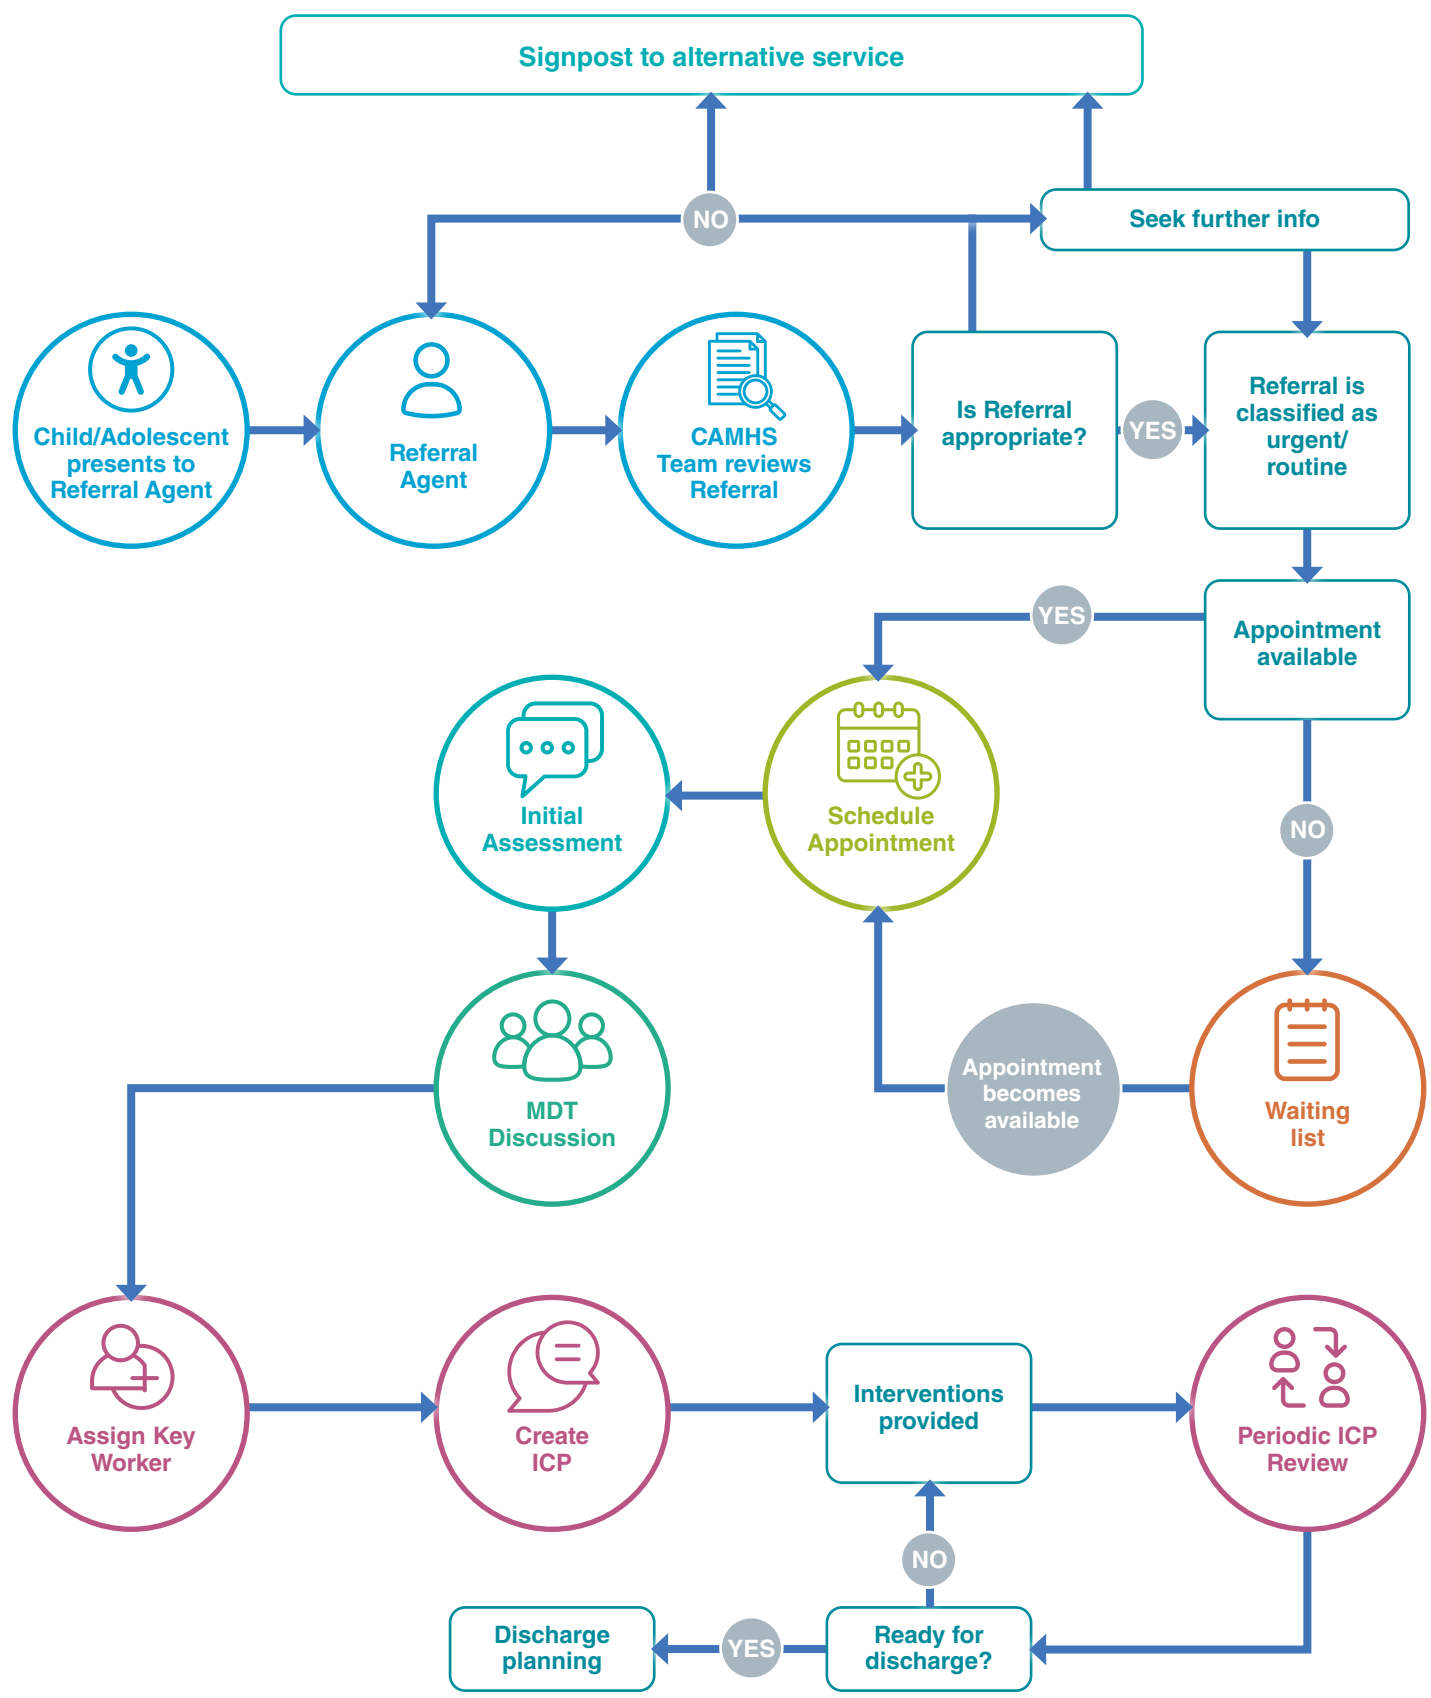 Signpost to alternative service
NO
Seek further info
Child/Adolescent
presents to
Referral Agent
Referral
Agent
CAMHS
Team reviews
Referral
Is Referral
appropriate?
YES
Referral is
classified as
urgent/
routine
YES
Appointment
available
Initial
Assessment
Schedule
Appointment
NO
MDT
Discussion
Appointment
becomes
available
Waiting
list
Assign Key
Worker
Create
ICP
Interventions
provided
Periodic ICP
Review
NO
Discharge
planning
YES
Ready for
discharge?